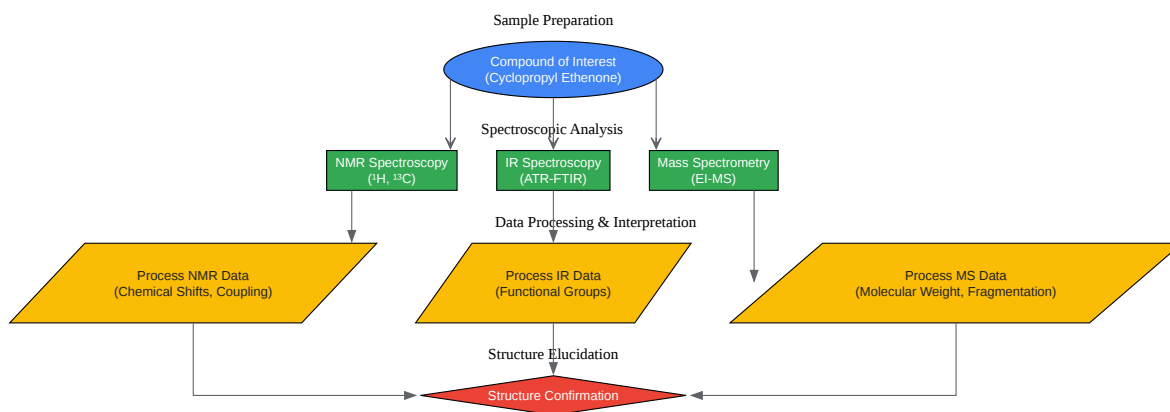 Sample Preparation
Compound of Interest
(Cyclopropyl Ethenone)
Spectroscopic Analysis
NMR Spectroscopy
(¹H, ¹³C)
IR Spectroscopy
(ATR-FTIR)
Mass Spectrometry
(EI-MS)
Data Processing & Interpretation
Process NMR Data
(Chemical Shifts, Coupling)
Process IR Data
(Functional Groups)
Process MS Data
(Molecular Weight, Fragmentation)
Structure Elucidation
Structure Confirmation